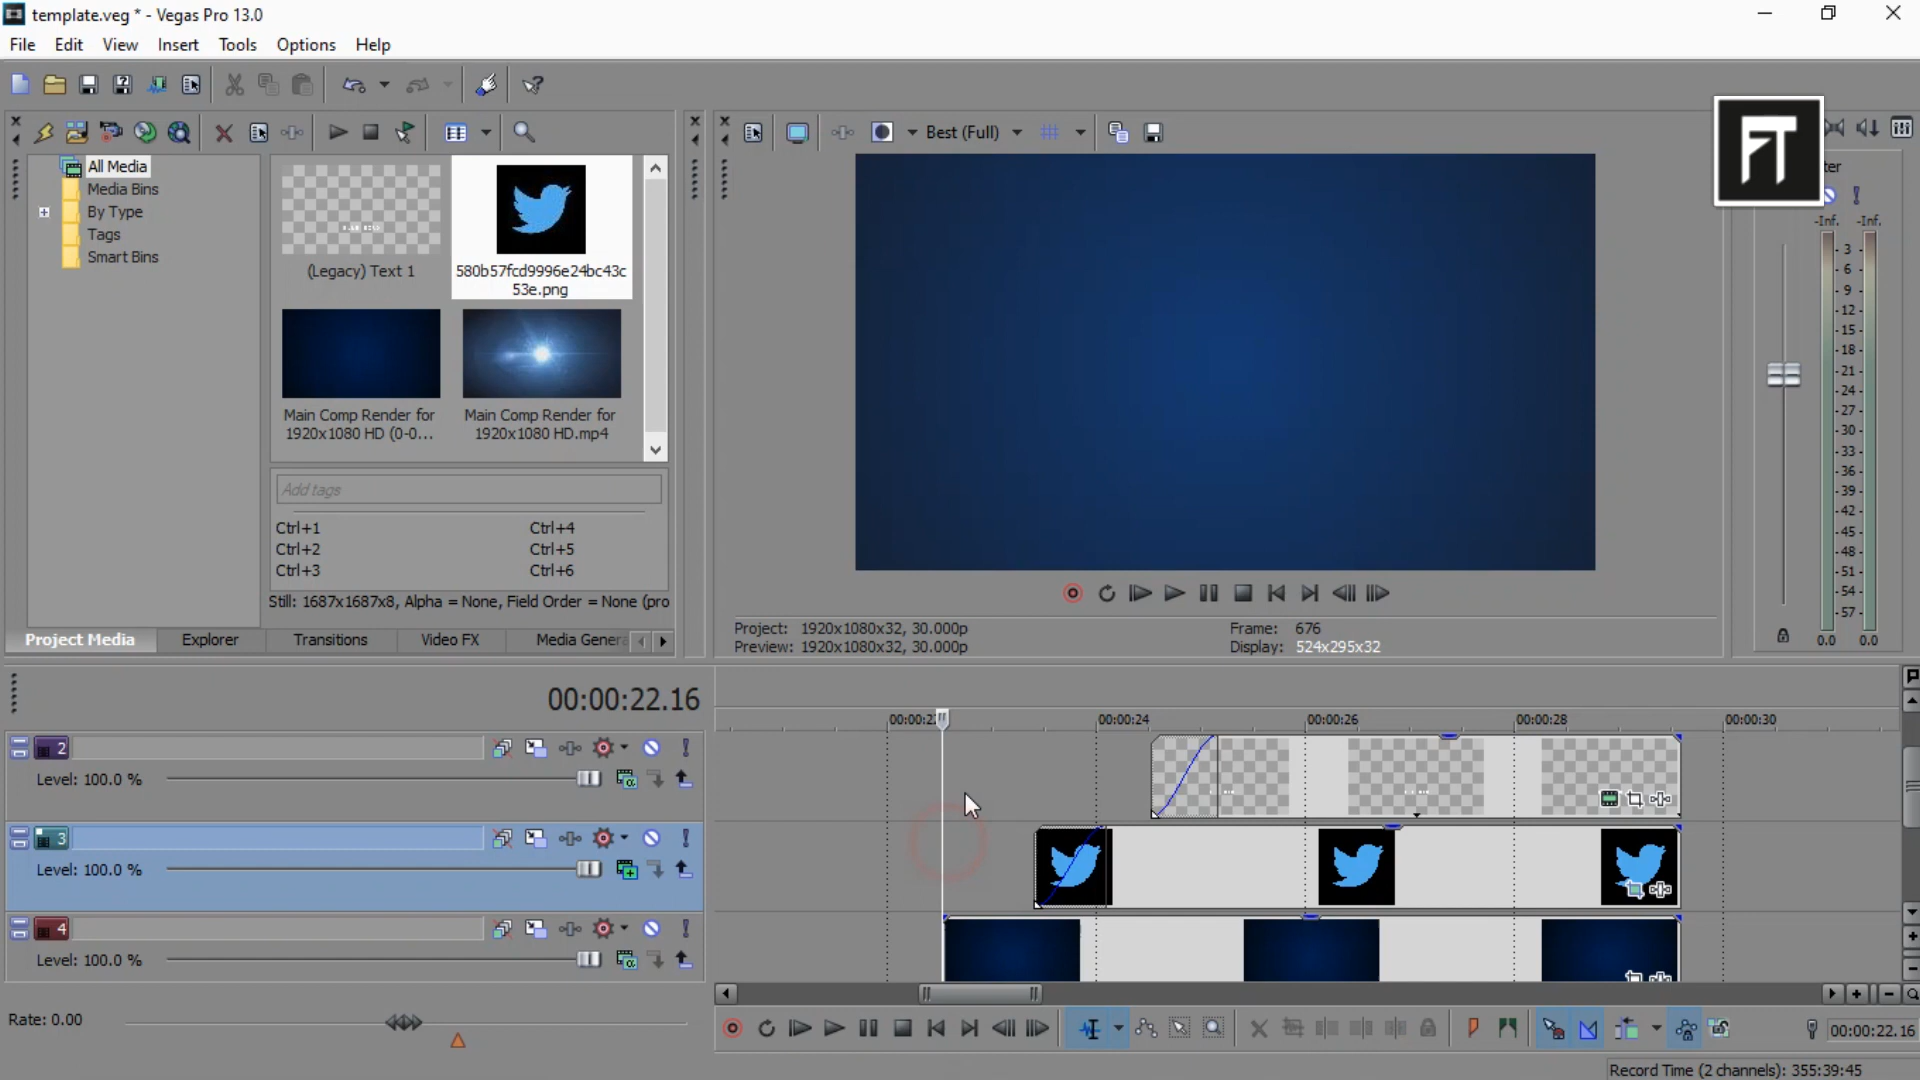 template.veg * - Vegas Pro 13.0
File Edit View Insert Tools Options Help
All Media
Media Bins
By Type
Tags
Smart Bins
(Legacy) Text 1
580b57fcd9996e24bc43c
53e.png
Main Comp Render for
1920x1080 HD (0-0...
Main Comp Render for
1920x1080 HD.mp4
Add tags
Ctrl+1 Ctrl+4
Ctrl+2 Ctrl+5
Ctrl+3 Ctrl+6
Still: 1687x1687x8, Alpha = None, Field Order = None (pro
Project Media Explorer Transitions Video FX Media Genera
Best (Full)
Project: 1920x1080x32, 30.000p
Preview: 1920x1080x32, 30.000p
Frame: 676
Display: 524x295x32
FT
ter
-Inf. -Inf.
- 3 -
- 6 -
- 9 -
- 12 -
- 15 -
- 18 -
- 21 -
- 24 -
- 27 -
- 30 -
- 33 -
- 36 -
- 39 -
- 42 -
- 45 -
- 48 -
- 51 -
- 54 -
- 57 -
0.0 0.0
00:00:22.16
00:00:22 00:00:24 00:00:26 00:00:28 00:00:30
2
Level: 100.0 %
3
Level: 100.0 %
4
Level: 100.0 %
Rate: 0.00
00:00:22.16
Record Time (2 channels): 355:39:45